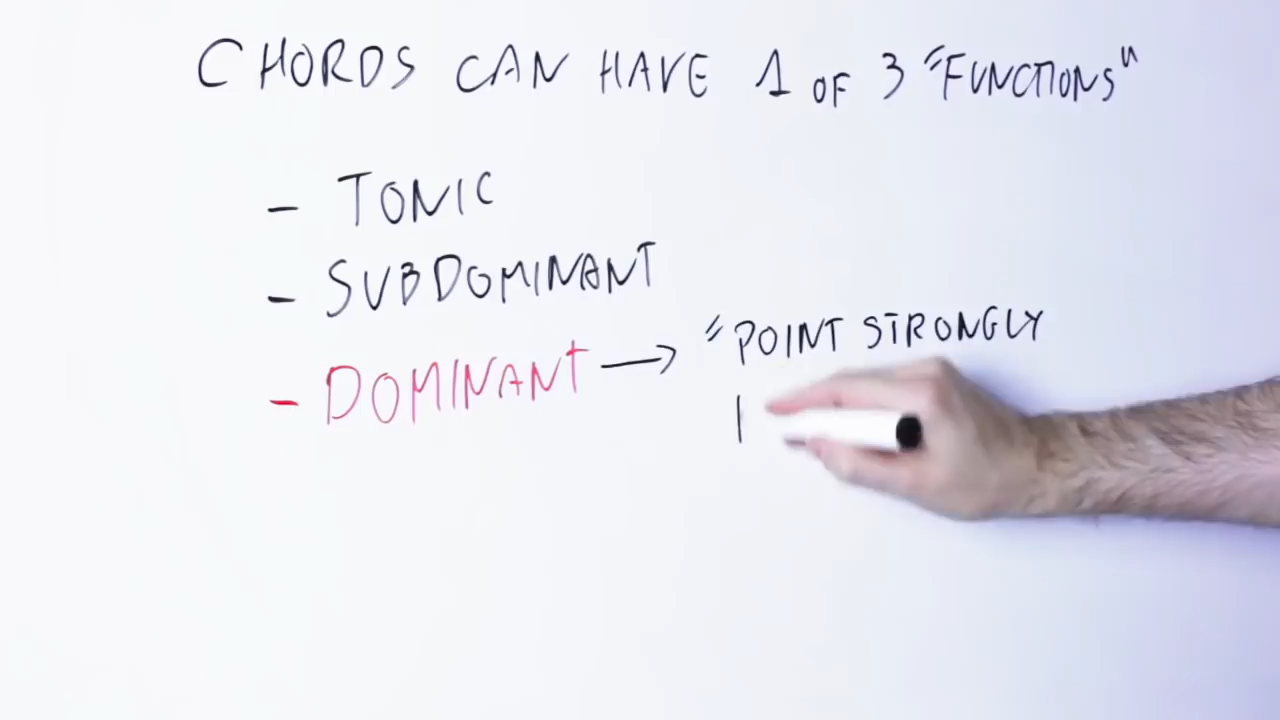 CHORDS CAN HAVE 1 OF 3 "FUNCTIONS"
- TONIC
- SUBDOMINANT
- DOMINANT → "POINT STRONGLY